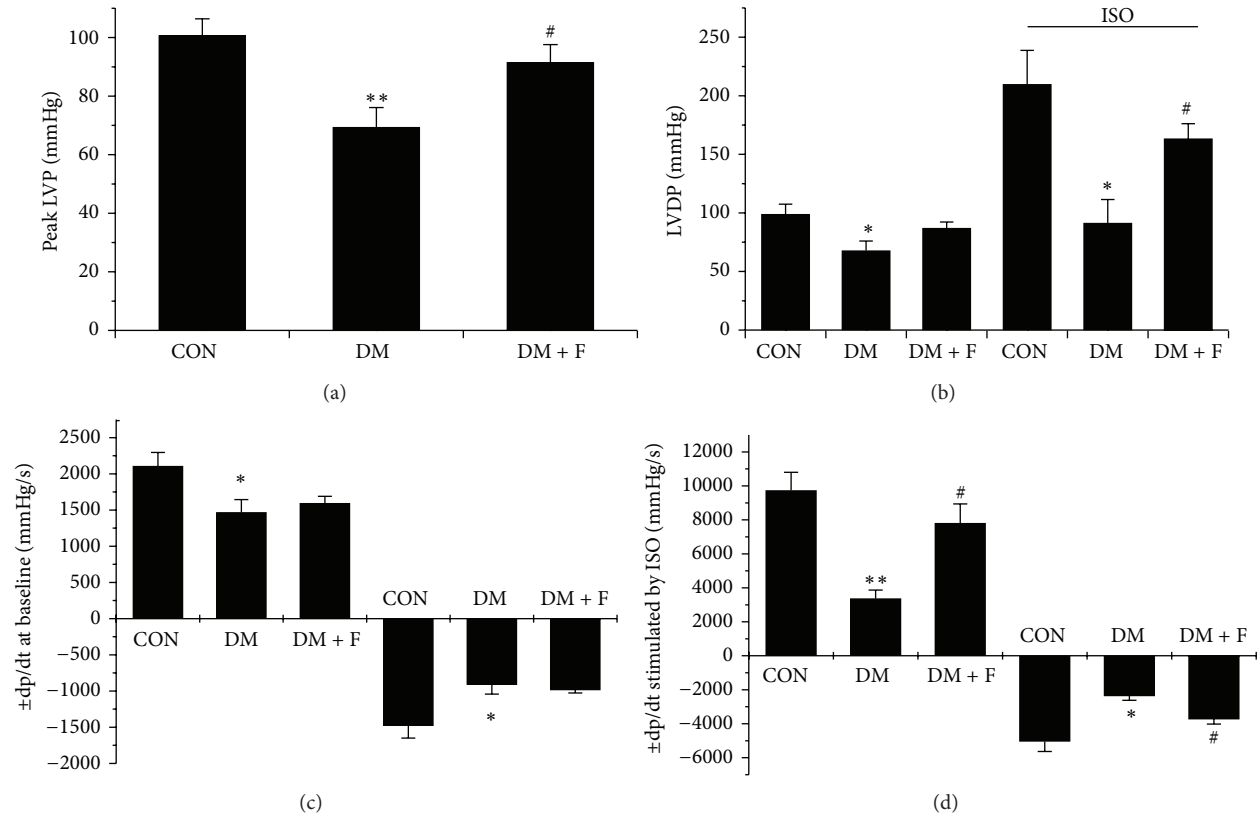 Peak LVP (mmHg)
100
80
60
40
20
0
**
#
CON DM DM + F
(a)
LVDP (mmHg)
250
200
150
100
50
0
ISO
*
*
#
CON DM DM + F CON DM DM + F
(b)
±dp/dt at baseline (mmHg/s)
2500
2000
1500
1000
500
0
−500
−1000
−1500
−2000
*
CON DM DM + F
CON DM DM + F
*
(c)
±dp/dt stimulated by ISO (mmHg/s)
12000
10000
8000
6000
4000
2000
0
−2000
−4000
−6000
**
#
CON DM DM + F
CON DM DM + F
*
#
(d)